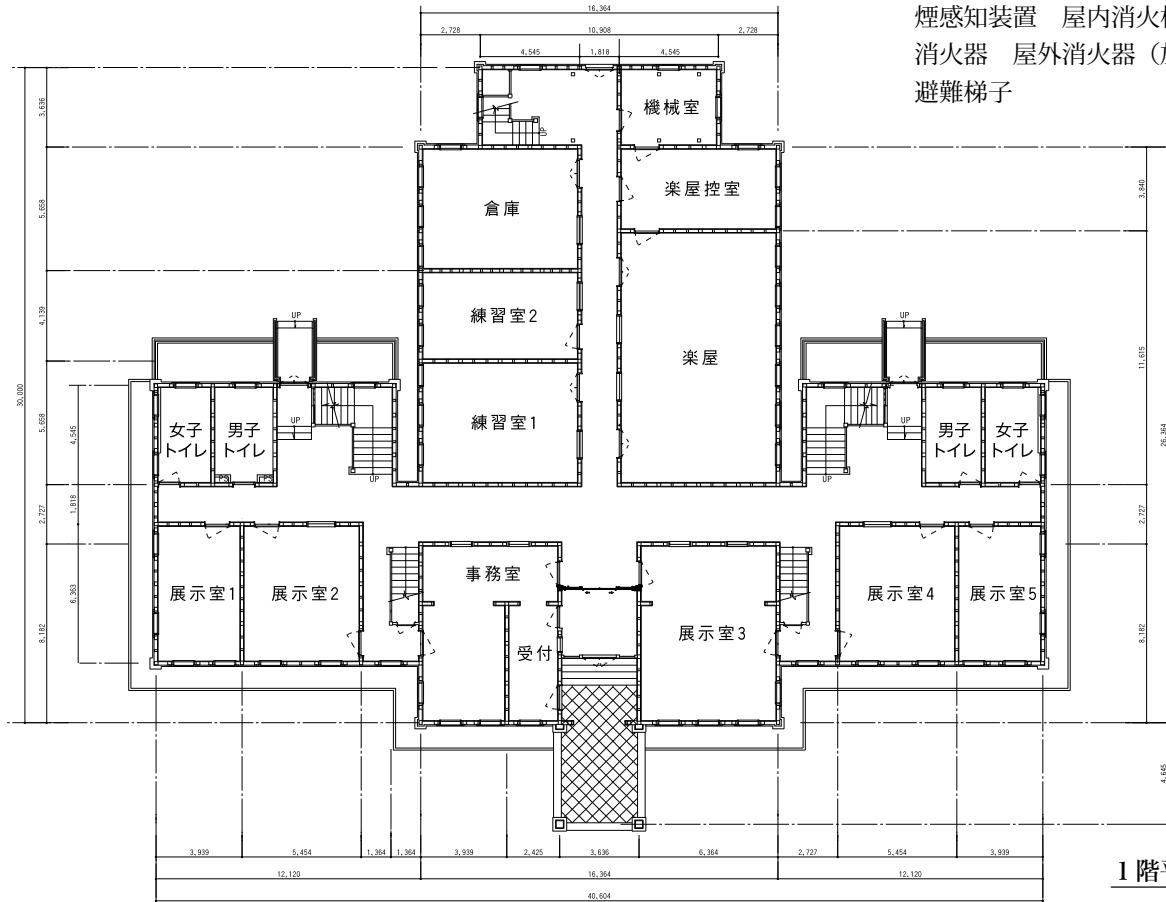 16,364
煙感知装置　屋内消火
2,728
10,908
2,728
4,545
1,818
4,545
消火器　屋外消火器（
避難梯子
3,636
機械室
UP
5,658
倉庫
楽屋控室
3,840
4,139
練習室2
楽屋
11,615
UP
UP
30,000
5,658
4,545
女子
トイレ
男子
トイレ
UP
UP
練習室1
UP
UP
男子
トイレ
女子
トイレ
26,364
2,727
1,818
2,727
6,363
8,182
展示室1
展示室2
事務室
受付
展示室3
展示室4
展示室5
8,182
4,645
3,939
5,454
1,364
1,364
3,939
2,425
3,636
6,364
2,727
5,454
3,939
12,120
16,364
12,120
40,604
1階